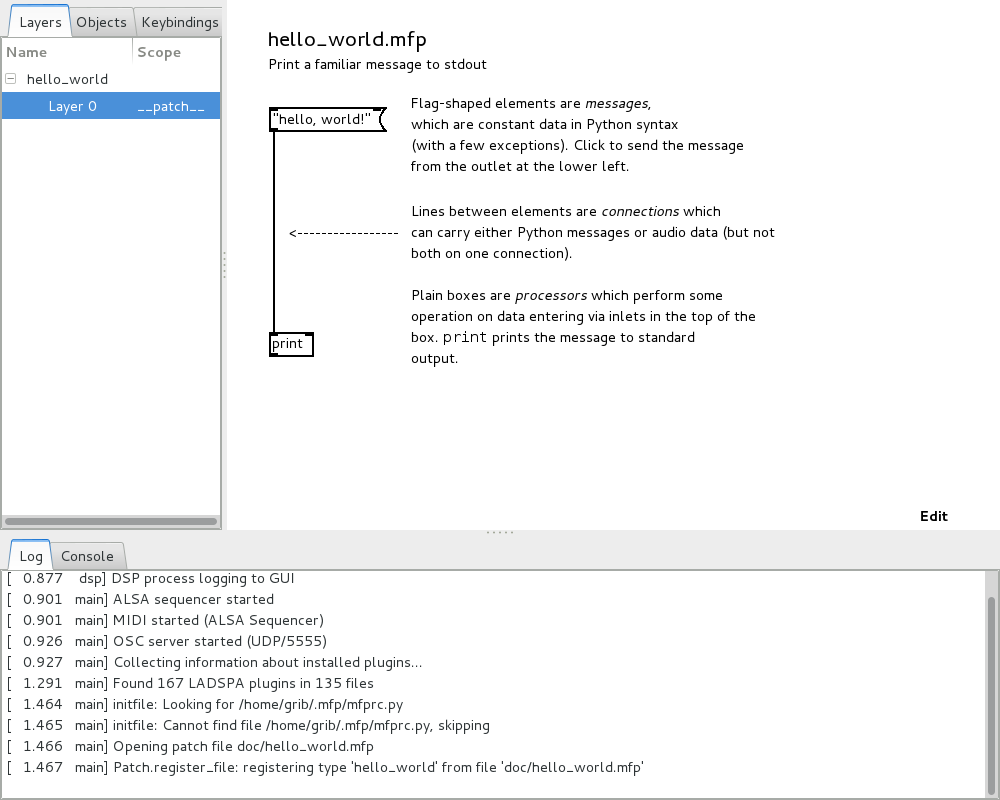 Layers Objects Keybindings
Name Scope
hello_world
Layer 0 __patch__
hello_world.mfp
Print a familiar message to stdout
"hello, world!"
Flag-shaped elements are messages,
which are constant data in Python syntax
(with a few exceptions). Click to send the message
from the outlet at the lower left.
Lines between elements are connections which
<---------------- can carry either Python messages or audio data (but not
both on one connection).
Plain boxes are processors which perform some
operation on data entering via inlets in the top of the
box. print prints the message to standard
output.
print
Edit
Log Console
[ 0.877 dsp] DSP process logging to GUI
[ 0.901 main] ALSA sequencer started
[ 0.901 main] MIDI started (ALSA Sequencer)
[ 0.926 main] OSC server started (UDP/5555)
[ 0.927 main] Collecting information about installed plugins...
[ 1.291 main] Found 167 LADSPA plugins in 135 files
[ 1.464 main] initfile: Looking for /home/grib/.mfp/mfprc.py
[ 1.465 main] initfile: Cannot find file /home/grib/.mfp/mfprc.py, skipping
[ 1.466 main] Opening patch file doc/hello_world.mfp
[ 1.467 main] Patch.register_file: registering type 'hello_world' from file 'doc/hello_world.mfp'